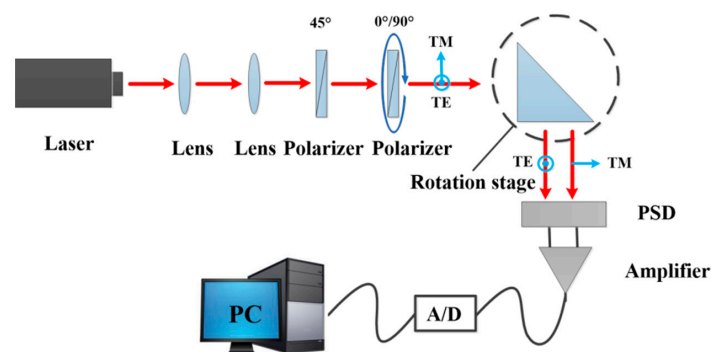 45°
0°/90°
TM
TE
Laser
Lens
Lens
Polarizer
Polarizer
Rotation stage
TE
TM
PSD
Amplifier
PC
A/D